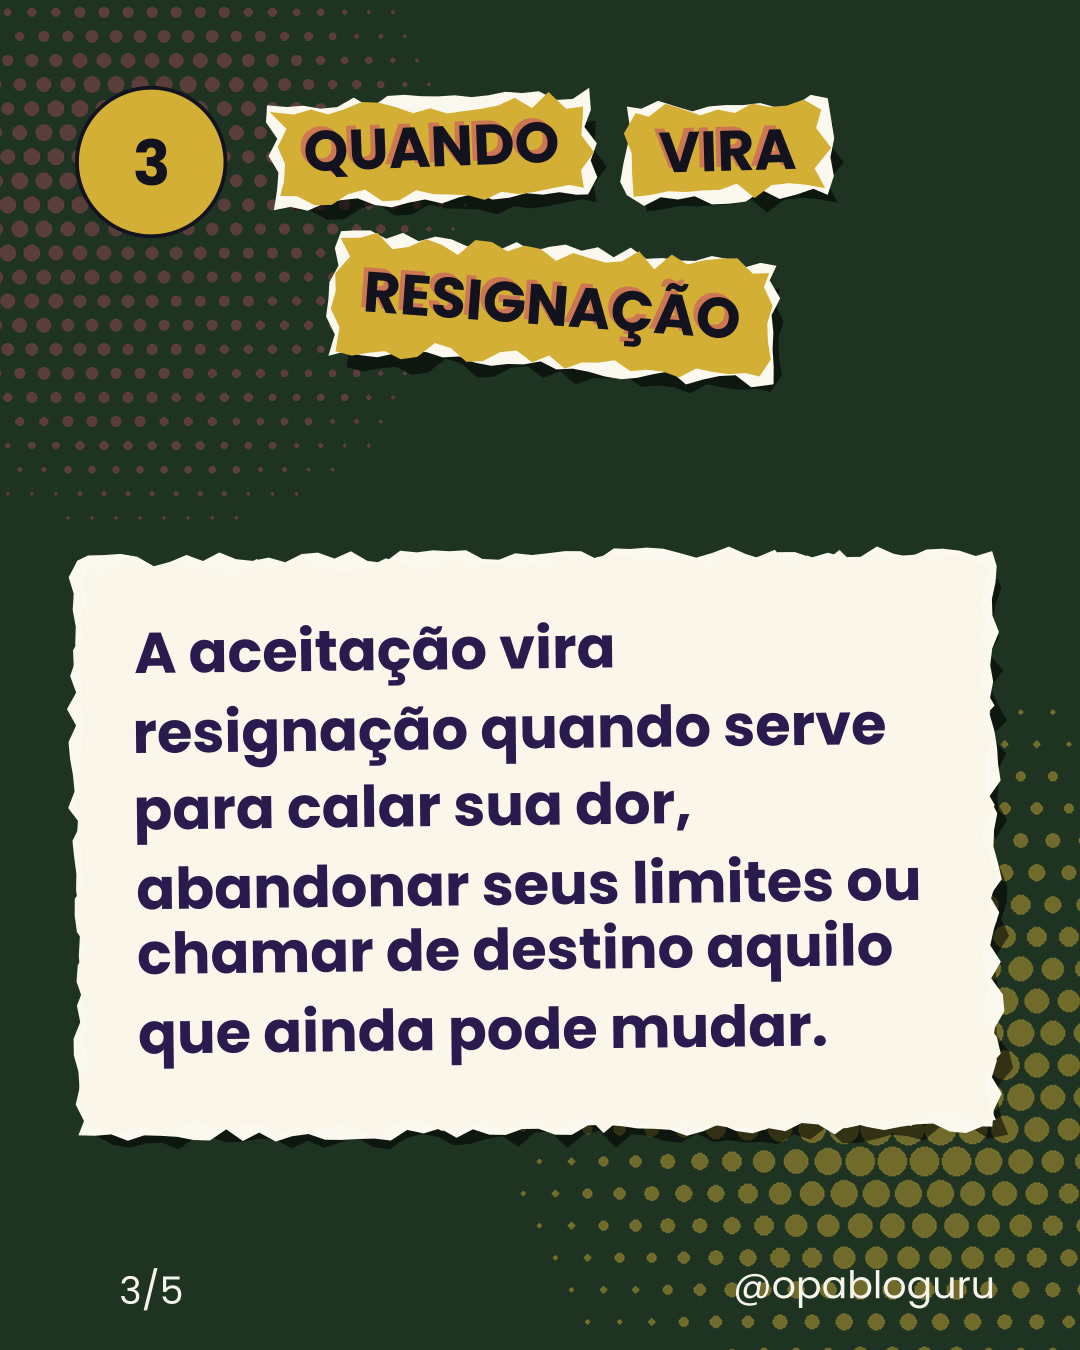 3
QUANDO VIRA
RESIGNAÇÃO
A aceitação vira
resignação quando serve
para calar sua dor,
abandonar seus limites ou
chamar de destino aquilo
que ainda pode mudar.
3/5
@opabloguru